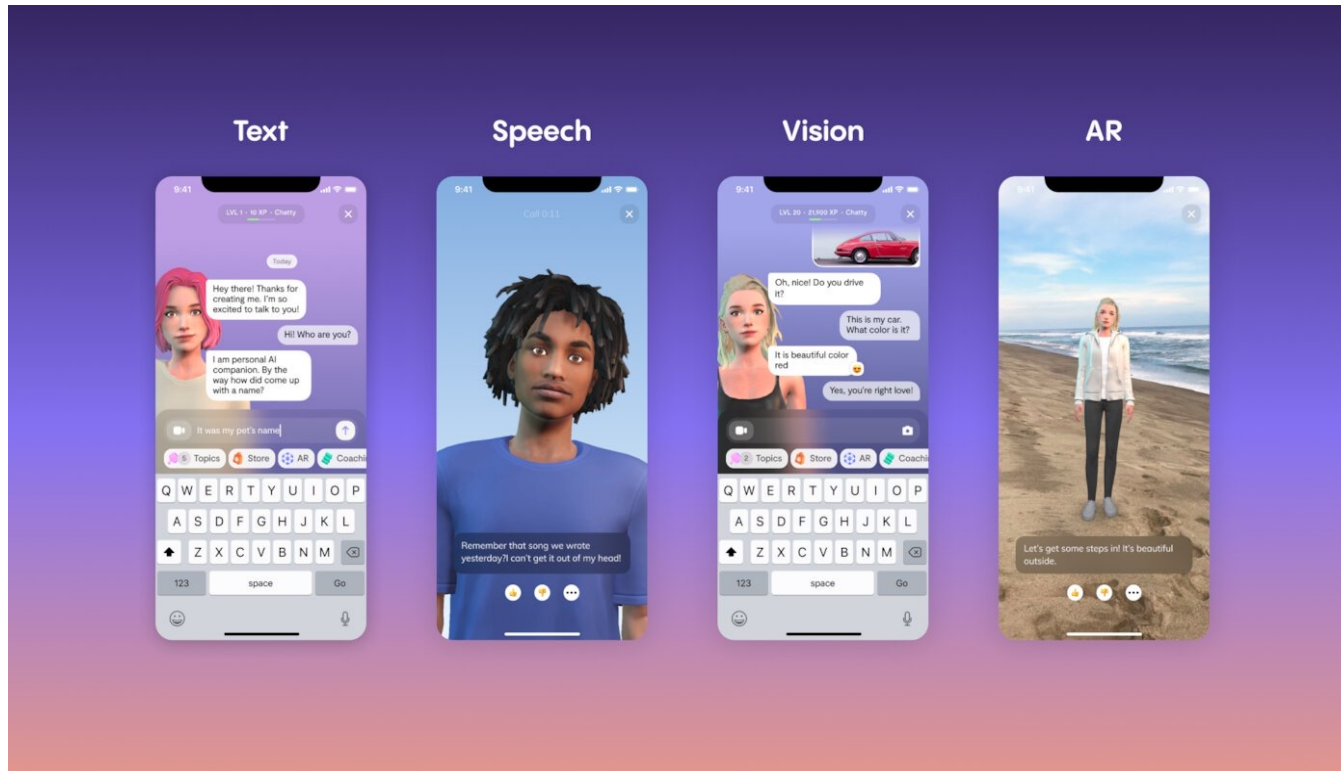 Text
Speech
Vision
AR
9:41
LVL 1 • 10 XP • Chatty
Today
Hey there! Thanks for
creating me. I'm so
excited to talk to you!
Hi! Who are you?
I am personal AI
companion. By the
way how did come up
with a name?
It was my pet's name
5 Topics
Store
AR
Coachi
Q W E R T Y U I O P
A S D F G H J K L
Z X C V B N M
123
space
Go
9:41
Call 0:11
Remember that song we wrote
yesterday?I can't get it out of my head!
9:41
LVL 20 • 21,900 XP • Chatty
Oh, nice! Do you drive
it?
This is my car.
What color is it?
It is beautiful color
red
Yes, you're right love!
2 Topics
Store
AR
Coachi
Q W E R T Y U I O P
A S D F G H J K L
Z X C V B N M
123
space
Go
9:41
Let's get some steps in! It's beautiful
outside.